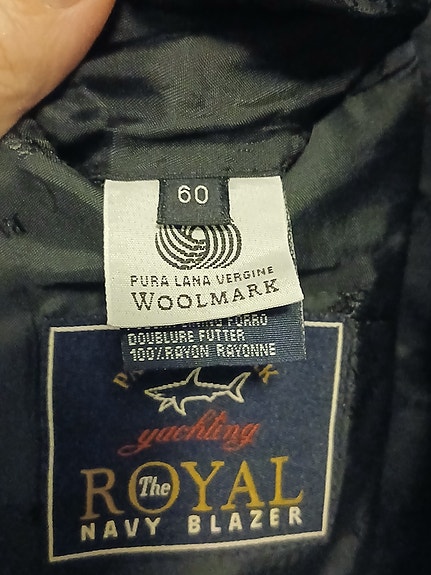 60
PURA LANA VERGINE
WOOLMARK
DOUBLURE FUTTER
100% RAYON RAYONNE
yachting
The
ROYAL
NAVY BLAZER